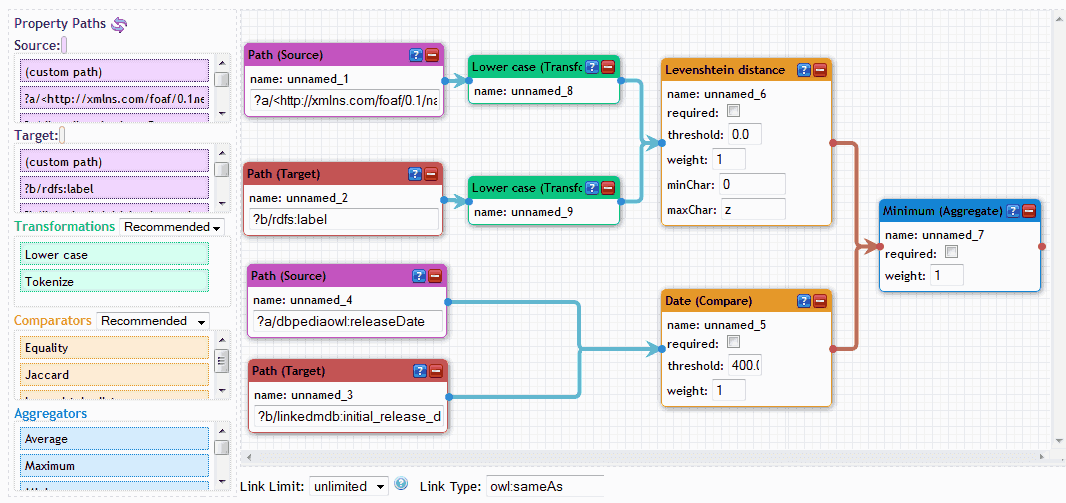 Property Paths
Source:
(custom path)
?a/<http://xmlns.com/foaf/0.1ne
Target:
(custom path)
?b/rdfs:label
Transformations Recommended
Lower case
Tokenize
Comparators Recommended
Equality
Jaccard
Aggregators
Average
Maximum
Path (Source)
name: unnamed_1
?a/<http://xmlns.com/foaf/0.1/na
Lower case (Transfo
name: unnamed_8
Path (Target)
name: unnamed_2
?b/rdfs:label
Lower case (Transfo
name: unnamed_9
Levenshtein distance
name: unnamed_6
required:
threshold: 0.0
weight: 1
minChar: 0
maxChar: z
Path (Source)
name: unnamed_4
?a/dbpediaowl:releaseDate
Path (Target)
name: unnamed_3
?b/linkedmdb:initial_release_d
Date (Compare)
name: unnamed_5
required:
threshold: 400.0
weight: 1
Minimum (Aggregate)
name: unnamed_7
required:
weight: 1
Link Limit: unlimited Link Type: owl:sameAs